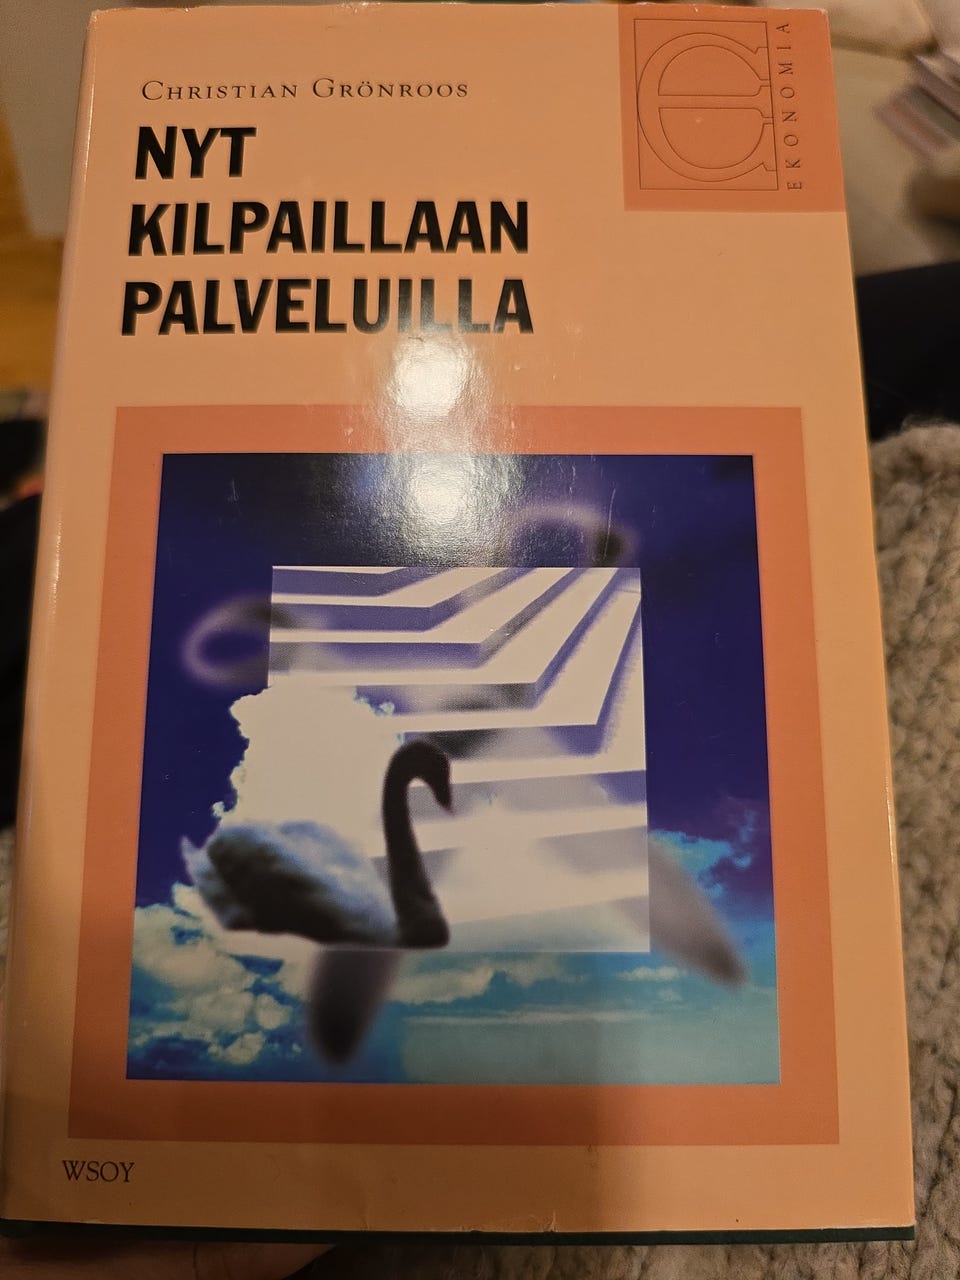 CHRISTIAN GRÖNROOS
NYT
KILPAILLAAN
PALVELUILLA
EKONOMIA
WSOY